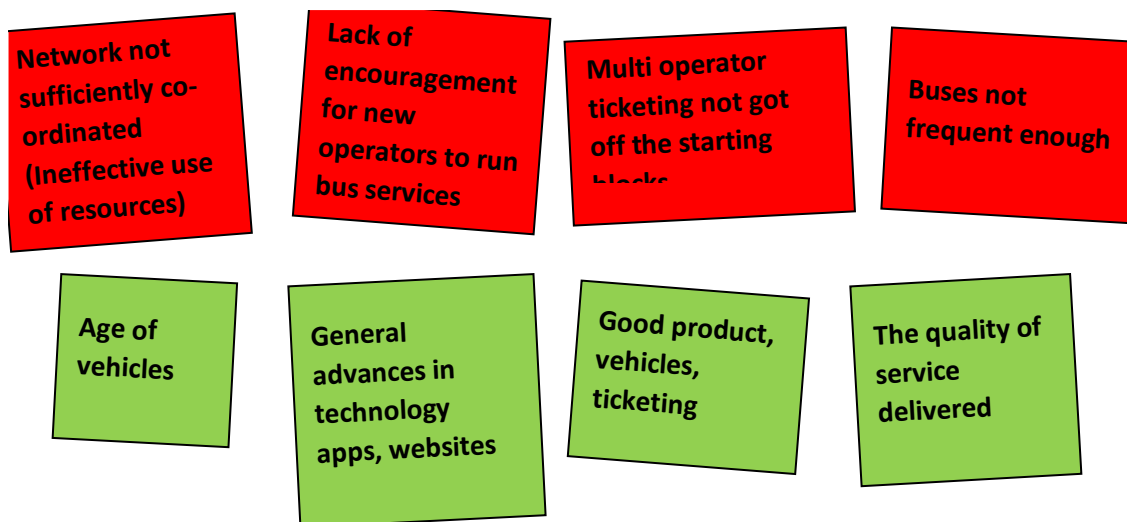 Network not
sufficiently co-
ordinated
(Ineffective use
of resources)
Lack of
encouragement
for new
operators to run
bus services
Multi operator
ticketing not got
off the starting
blocks
Buses not
frequent enough
Age of
vehicles
General
advances in
technology
apps, websites
Good product,
vehicles,
ticketing
The quality of
service
delivered